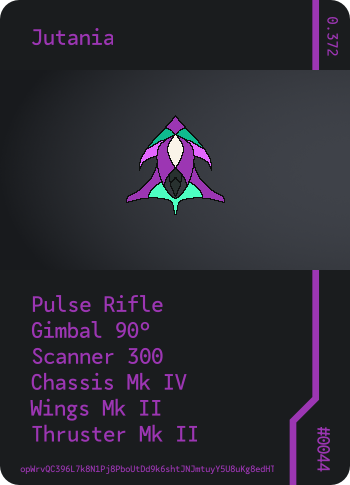 Jutania
0.372
Pulse Rifle
Gimbal 90°
Scanner 300
Chassis Mk IV
Wings Mk II
Thruster Mk II
#0044
opWrvQC396L7k8N1Pj8PboUtDd9k6shtJNJmtuyY5U8uKg8edHT